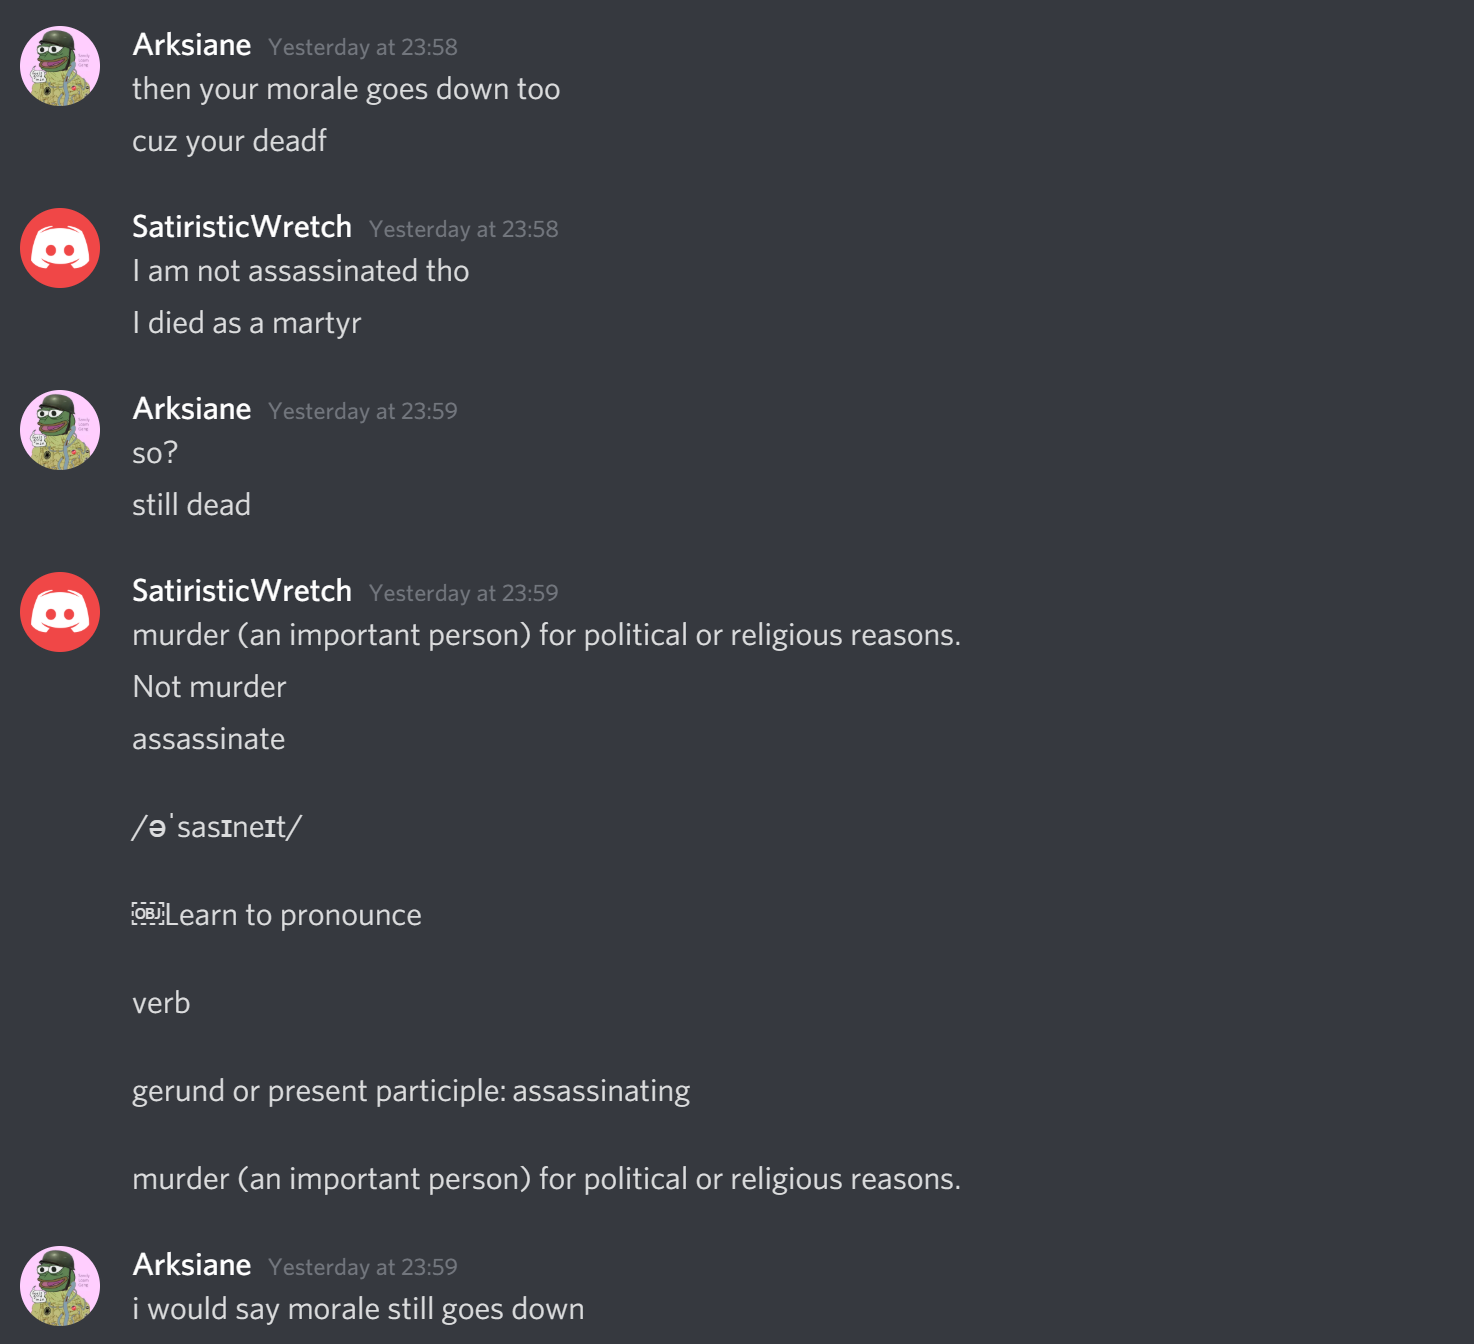 Arksiane Yesterday at 23:58
then your morale goes down too
cuz your deadf
SatiristicWretch Yesterday at 23:58
I am not assassinated tho
I died as a martyr
Arksiane Yesterday at 23:59
so?
still dead
SatiristicWretch Yesterday at 23:59
murder (an important person) for political or religious reasons.
Not murder
assassinate
/əˈsasɪneɪt/
Learn to pronounce
verb
gerund or present participle: assassinating
murder (an important person) for political or religious reasons.
Arksiane Yesterday at 23:59
i would say morale still goes down